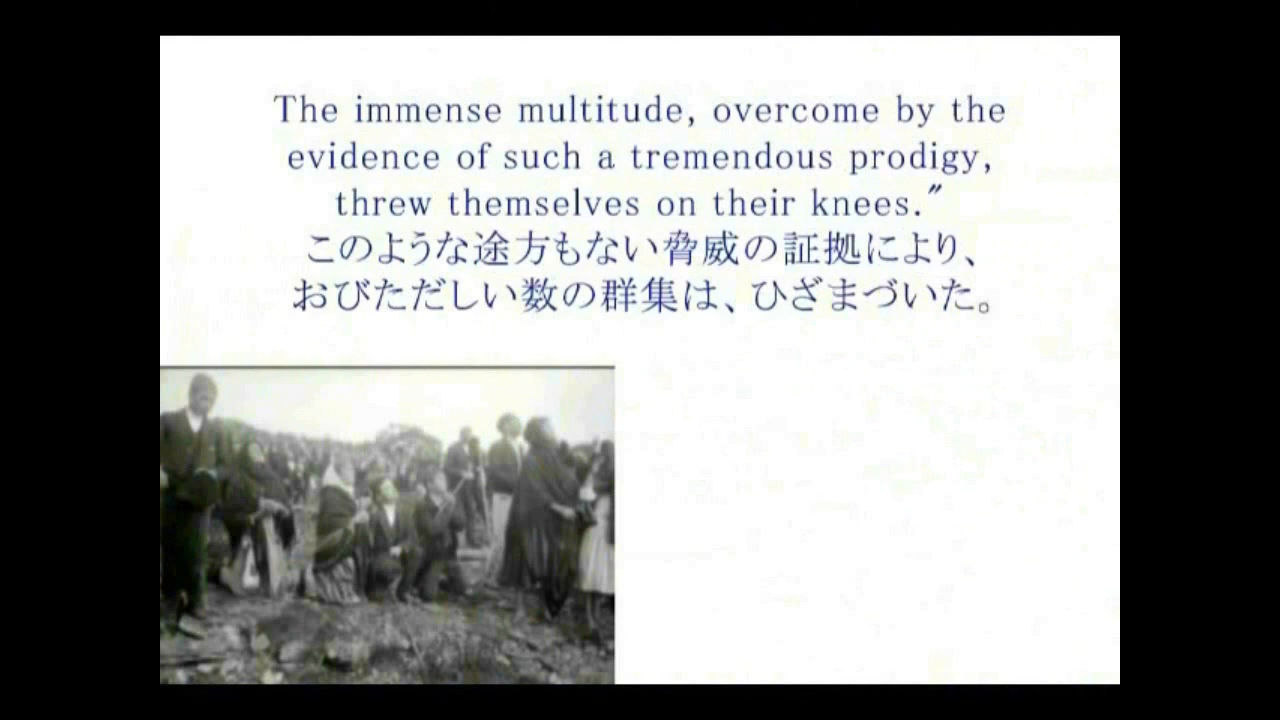 The immense multitude, overcome by the
evidence of such a tremendous prodigy,
threw themselves on their knees."
このような途方もない脅威の証拠により、
おびただしい数の群集は、ひざまづいた。